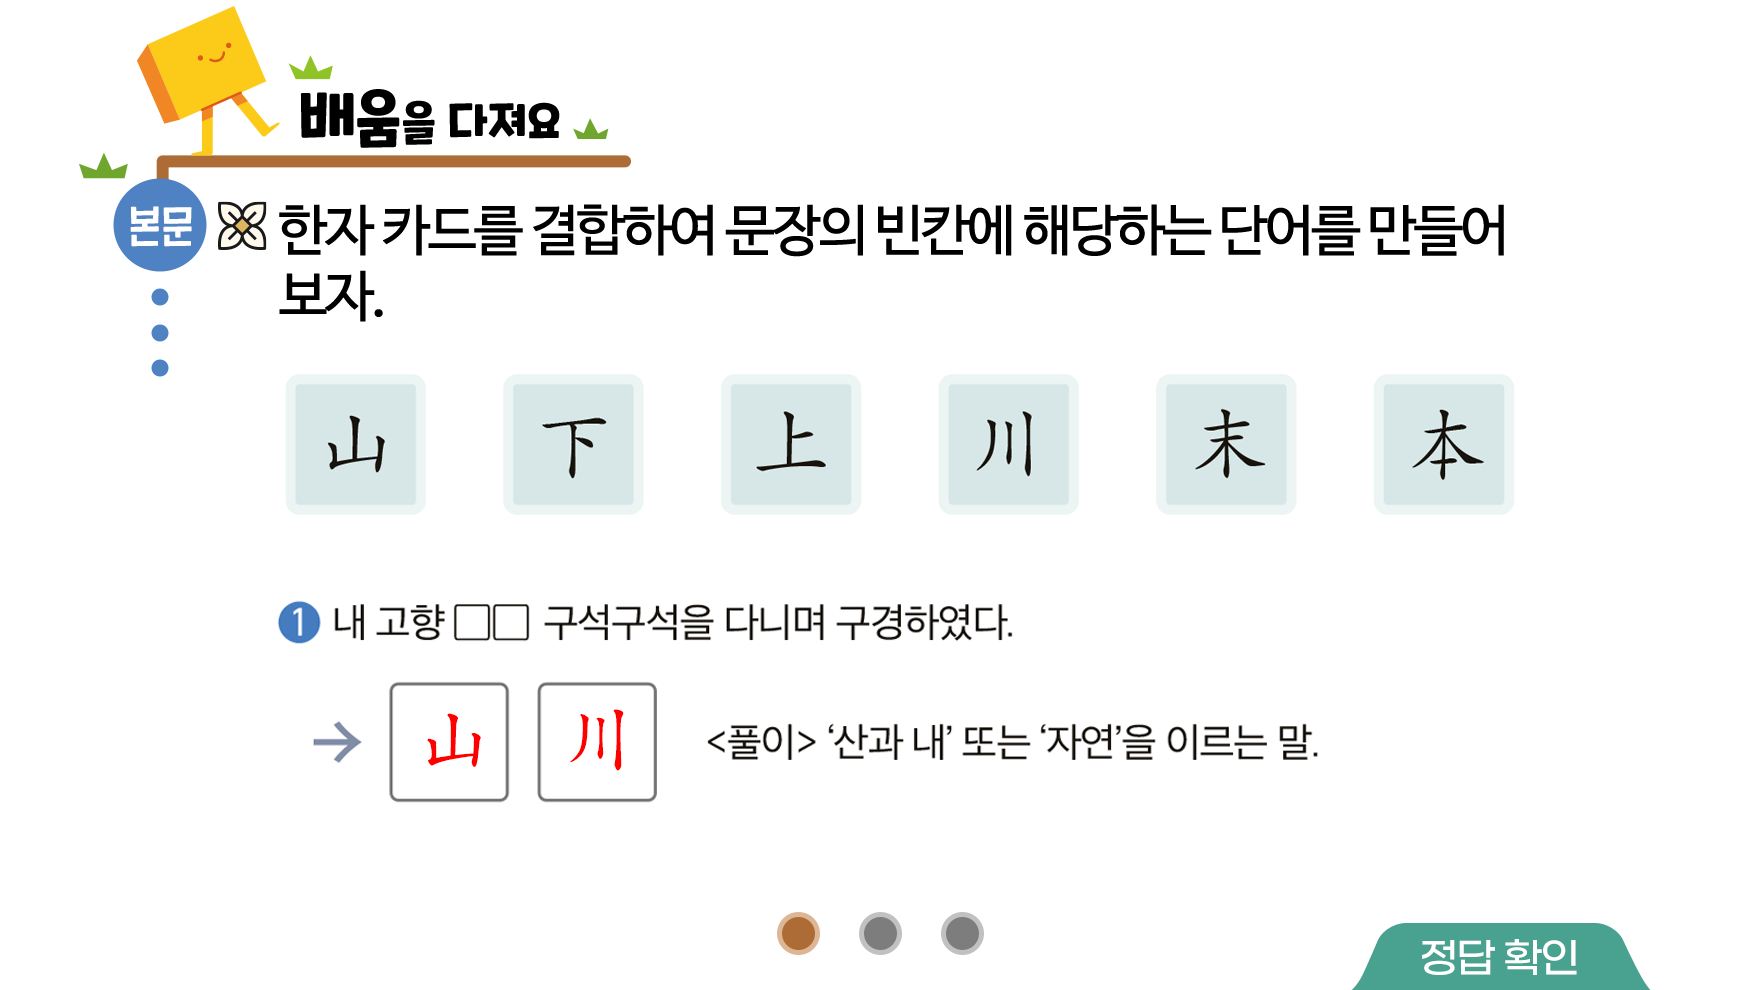 배움을 다져요
본문
한자 카드를 결합하여 문장의 빈칸에 해당하는 단어를 만들어
보자.
山 下 上 川 末 本
1 내 고향 □□ 구석구석을 다니며 구경하였다.
→ 山 川 <풀이> ‘산과 내’ 또는 ‘자연’을 이르는 말.
정답 확인